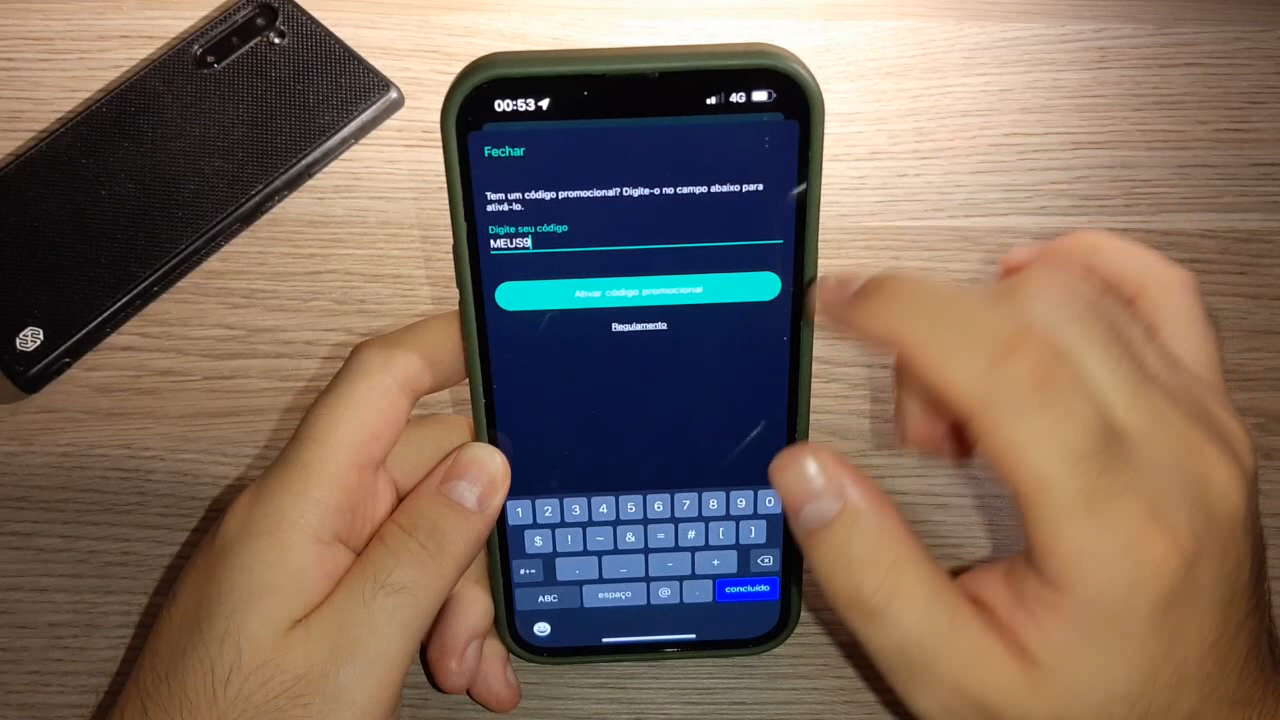 00:53
4G
Fechar
Tem um código promocional? Digite-o no campo abaixo para
ativá-lo.
Digite seu código
MEUS9
Ativar código promocional
Regulamento
1 2 3 4 5 6 7 8 9 0
$ ! ~ & = # [ ]
#+= . _ - +
ABC espaço @ . concluído